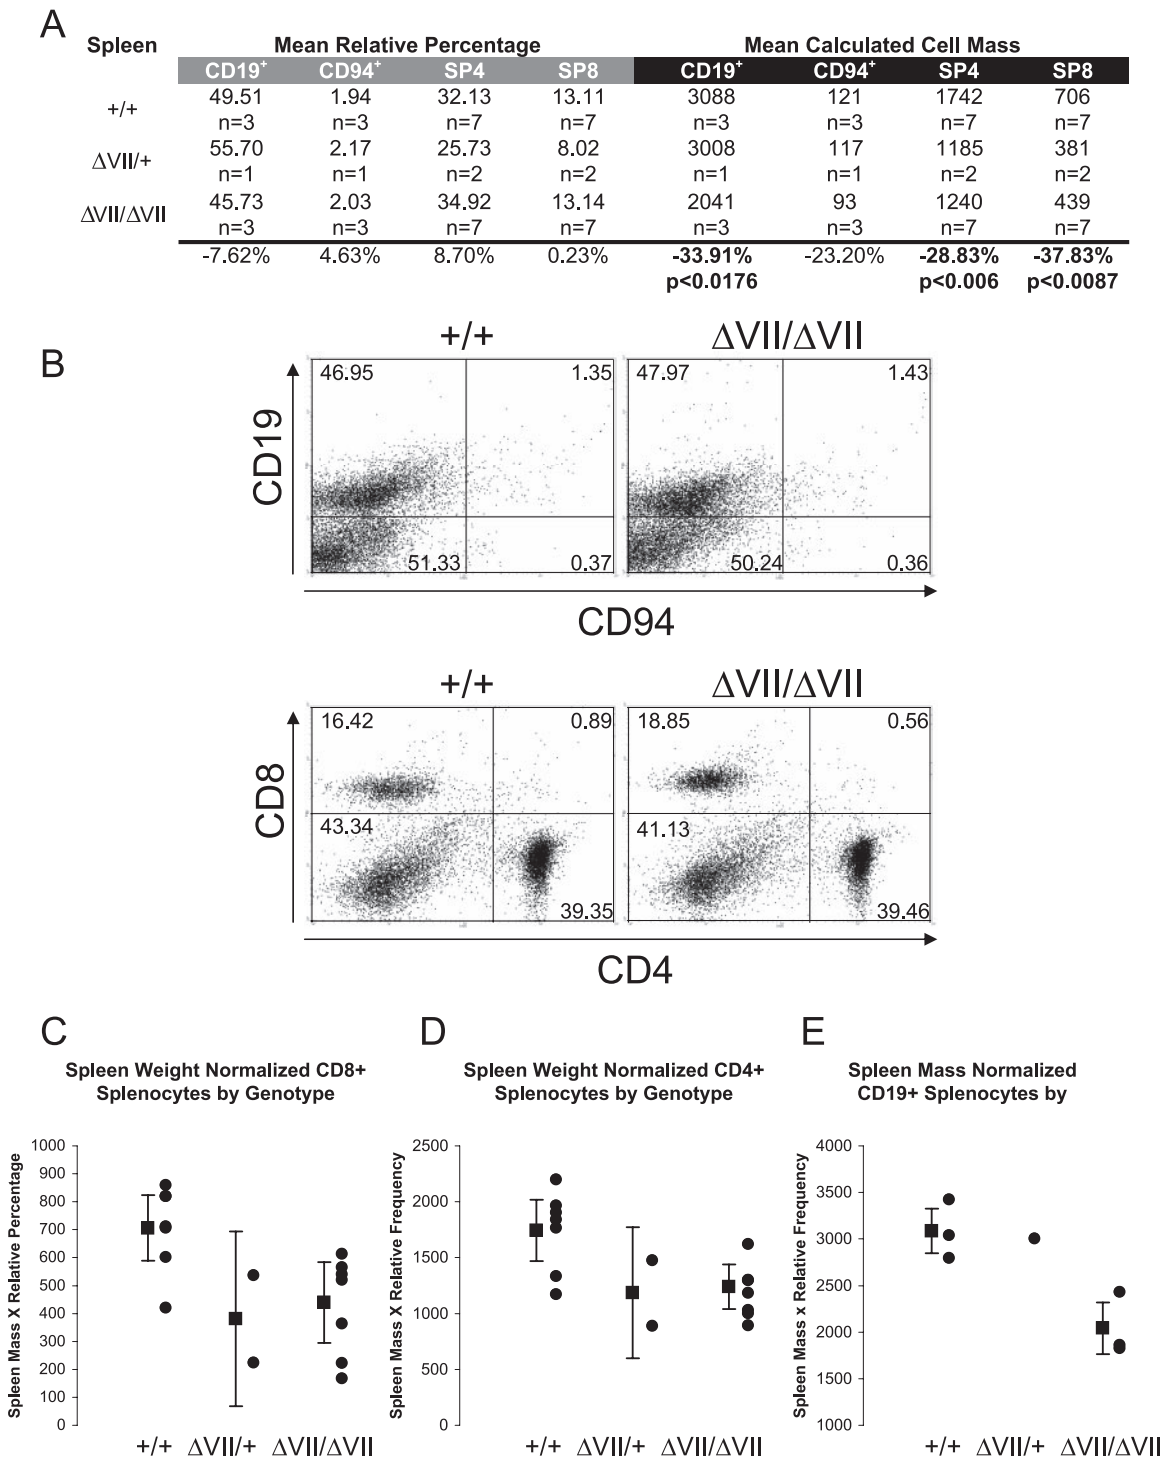 A
Spleen Mean Relative Percentage Mean Calculated Cell Mass
CD19+ CD94+ SP4 SP8 CD19+ CD94+ SP4 SP8
+/+ 49.51 1.94 32.13 13.11 3088 121 1742 706
n=3 n=3 n=7 n=7 n=3 n=3 n=7 n=7
ΔVII/+ 55.70 2.17 25.73 8.02 3008 117 1185 381
n=1 n=1 n=2 n=2 n=1 n=1 n=2 n=2
ΔVII/ΔVII 45.73 2.03 34.92 13.14 2041 93 1240 439
n=3 n=3 n=7 n=7 n=3 n=3 n=7 n=7
-7.62% 4.63% 8.70% 0.23% -33.91% -23.20% -28.83% -37.83%
p<0.0176 p<0.006 p<0.0087
B
+/+ ΔVII/ΔVII
46.95 1.35 47.97 1.43
CD19
51.33 0.37 50.24 0.36
CD94
+/+ ΔVII/ΔVII
16.42 0.89 18.85 0.56
CD8
43.34 41.13
39.35 39.46
CD4
C
Spleen Weight Normalized CD8+
Splenocytes by Genotype
Spleen Mass X Relative Percentage
1000
900
800
700
600
500
400
300
200
100
0
+/+ ΔVII/+ ΔVII/ΔVII
D
Spleen Weight Normalized CD4+
Splenocytes by Genotype
Spleen Mass X Relative Frequency
2500
2000
1500
1000
500
0
+/+ ΔVII/+ ΔVII/ΔVII
E
Spleen Mass Normalized
CD19+ Splenocytes by
Spleen Mass x Relative Frequency
4000
3500
3000
2500
2000
1500
1000
+/+ ΔVII/+ ΔVII/ΔVII